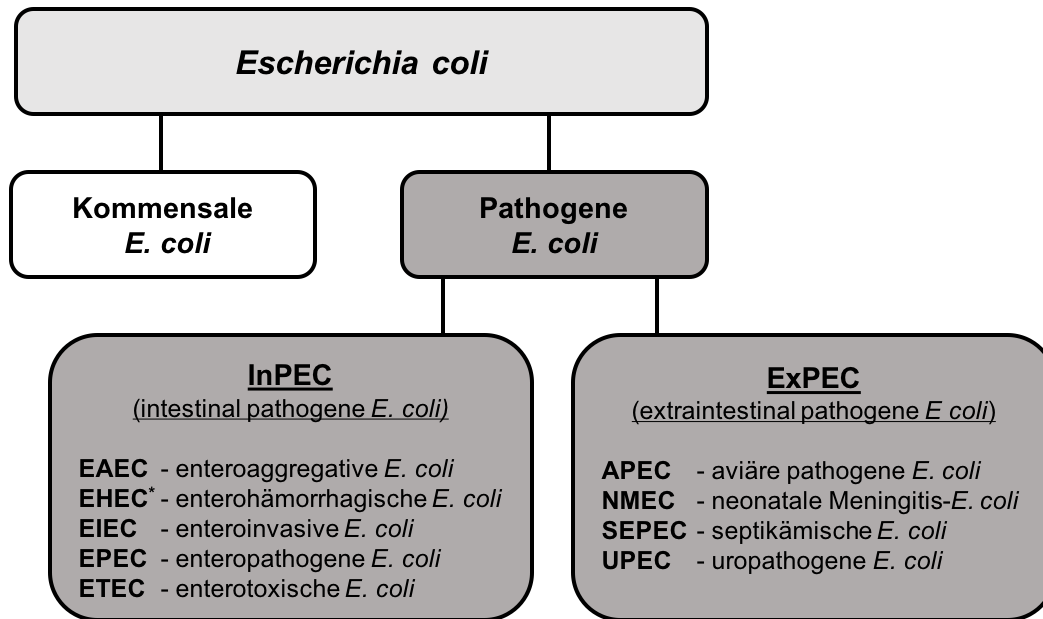 Escherichia coli
Kommensale
E. coli
Pathogene
E. coli
InPEC
(intestinal pathogene E. coli)
EAEC - enteroaggregative E. coli
EHEC* - enterohämorrhagische E. coli
EIEC - enteroinvasive E. coli
EPEC - enteropathogene E. coli
ETEC - enterotoxische E. coli
ExPEC
(extraintestinal pathogene E coli)
APEC - aviäre pathogene E. coli
NMEC - neonatale Meningitis-E. coli
SEPEC - septikämische E. coli
UPEC - uropathogene E. coli